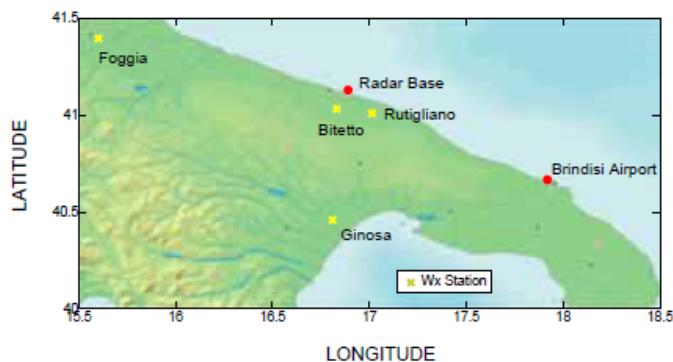 41.5
Foggia
Radar Base
41
Rutigliano
Bitetto
LATITUDE
Brindisi Airport
40.5
Ginosa
Wx Station
40
15.5 16 16.5 17 17.5 18 18.5
LONGITUDE